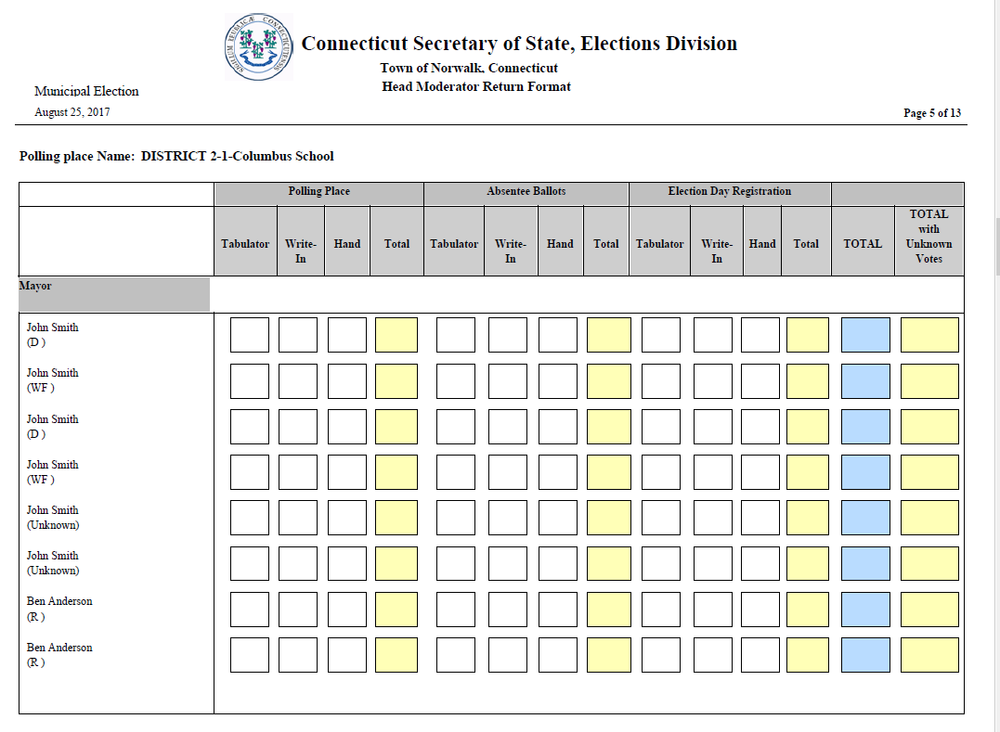 SIGILLUM REIPUBLICÆ CONNECTICUTENSIS
Connecticut Secretary of State, Elections Division
Town of Norwalk, Connecticut
Head Moderator Return Format
Municipal Election
August 25, 2017
Page 5 of 13
Polling place Name: DISTRICT 2-1-Columbus School
Polling Place Absentee Ballots Election Day Registration
Tabulator Write-In Hand Total Tabulator Write-In Hand Total Tabulator Write-In Hand Total TOTAL TOTAL with Unknown Votes
Mayor
John Smith
(D )
John Smith
(WF )
John Smith
(D )
John Smith
(WF )
John Smith
(Unknown)
John Smith
(Unknown)
Ben Anderson
(R )
Ben Anderson
(R )